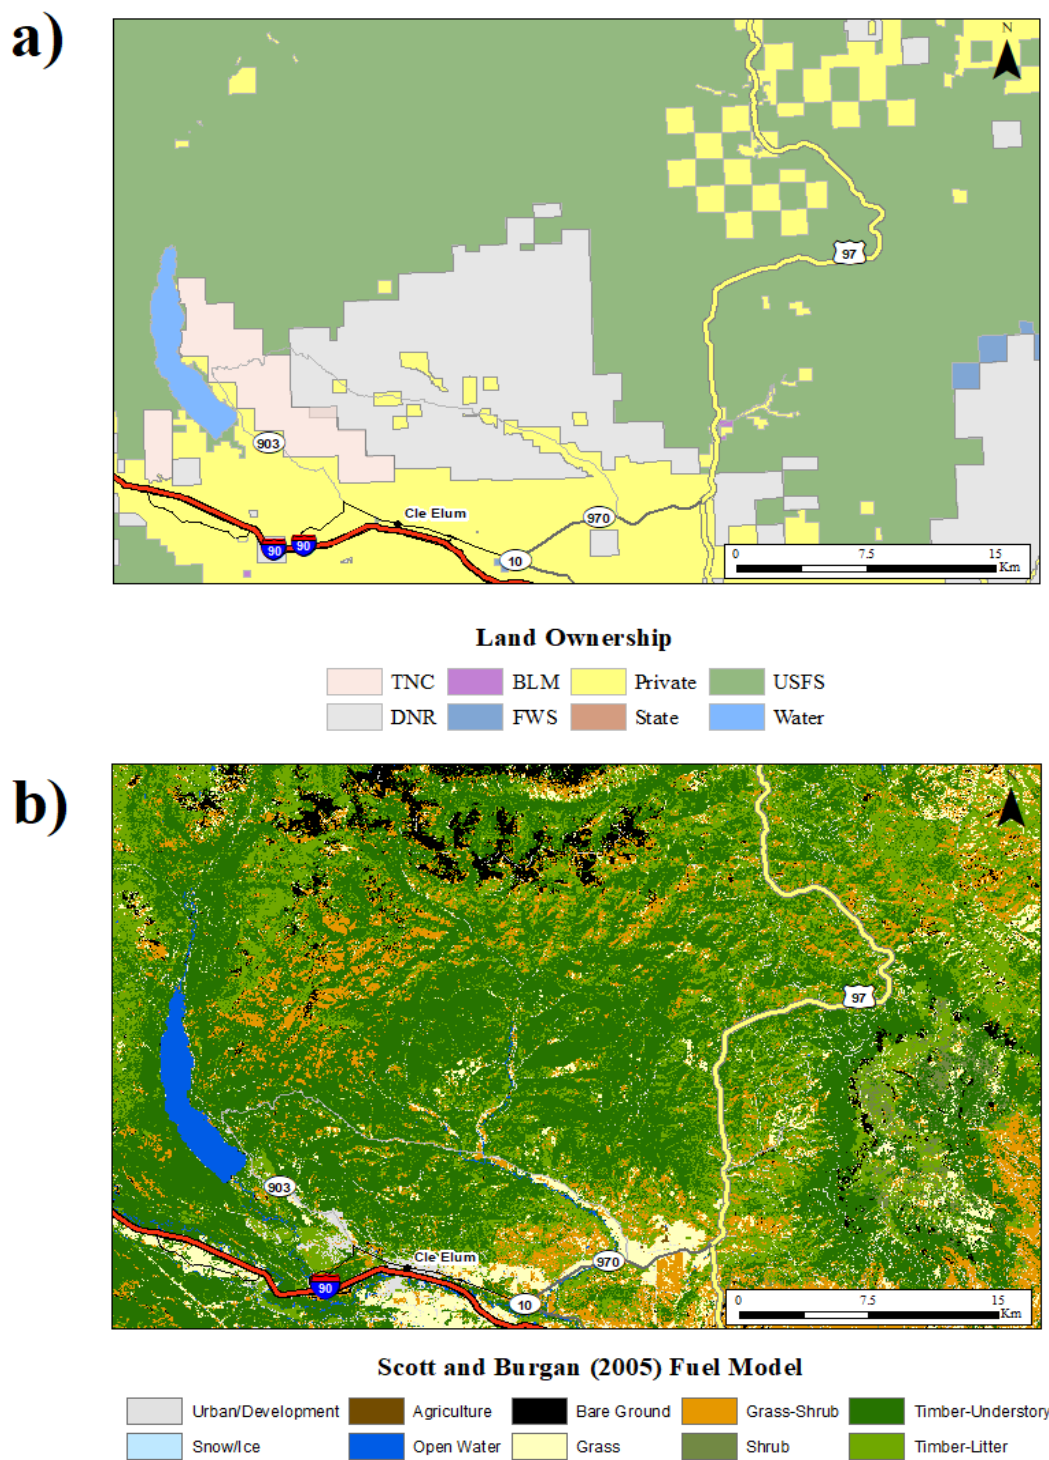 a)
N
97
903
Cle Elum
970
90
90
10
0 7.5 15
Km
Land Ownership
TNC BLM Private USFS
DNR FWS State Water
b)
97
903
Cle Elum
970
90
10
0 7.5 15
Km
Scott and Burgan (2005) Fuel Model
Urban/Development Agriculture Bare Ground Grass-Shrub Timber-Understory
Snow/Ice Open Water Grass Shrub Timber-Litter